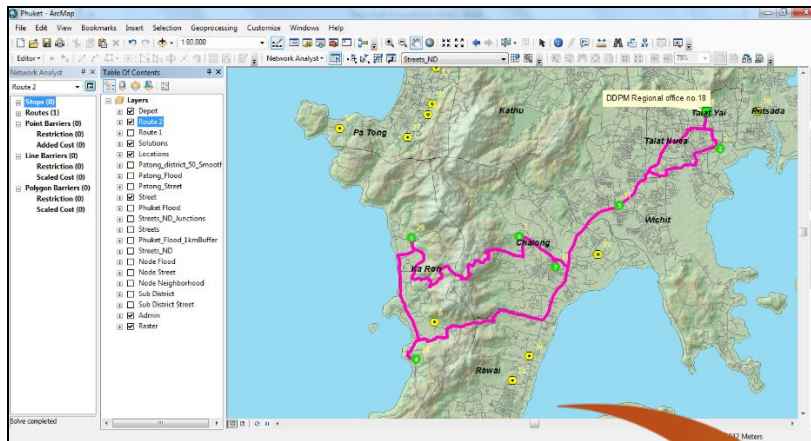 Phuket - ArcMap
File Edit View Bookmarks Insert Selection Geoprocessing Customize Windows Help
1:80,000
Editor
Network Analyst
Streets_ND
79%
Network Analyst
Route 2
Stops (8)
Routes (1)
Point Barriers (0)
Restriction (0)
Added Cost (0)
Line Barriers (0)
Restriction (0)
Scaled Cost (0)
Polygon Barriers (0)
Restriction (0)
Scaled Cost (0)
Solve completed
Table Of Contents
Layers
Depot
Route 2
Route 1
Solutions
Locations
Patong_district_50_Smooth
Patong_Flood
Patong_Street
Street
Phuket Flood
Streets_ND_Junctions
Streets
Phuket_Flood_1kmBuffer
Streets_ND
Node Flood
Node Street
Node Neighborhood
Sub District
Sub District Street
Admin
Raster
DDPM Regional office no.18
Kathu
Talat Yai
Ratsada
Pa Tong
Talat Nuea
Wichit
Chalong
Ka Ron
Rawai
Meters